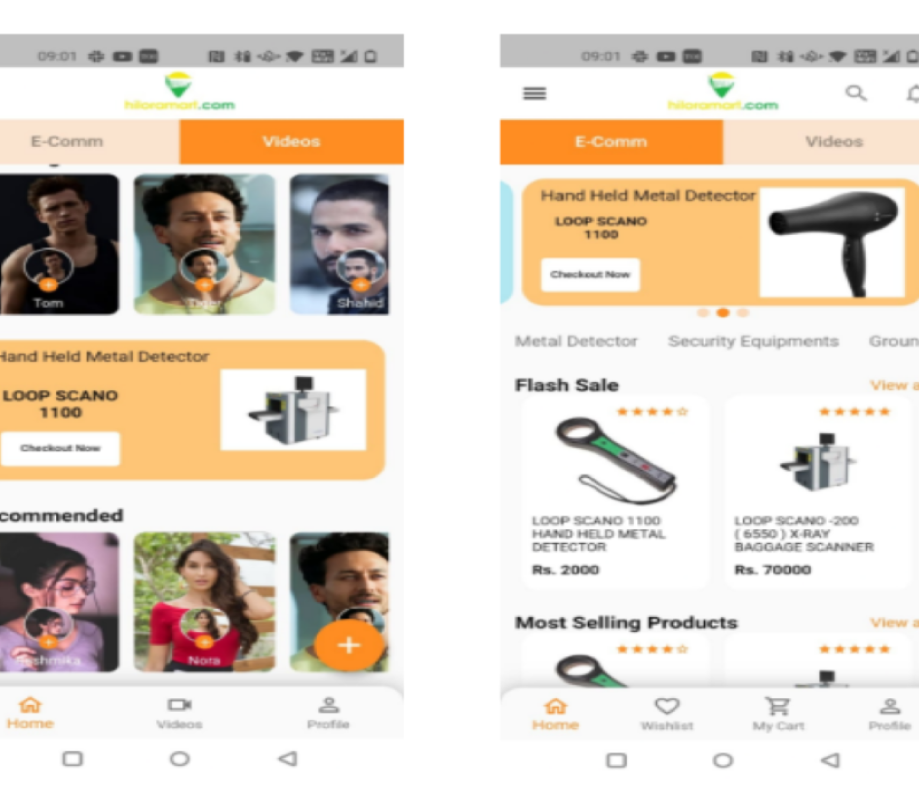 09:01
hiloramart.com
E-Comm
Videos
Tom
Tiger
Shahid
Hand Held Metal Detector
LOOP SCANO
1100
Checkout Now
commended
shmika
Nora
+
Home
Videos
Profile
09:01
hiloramart.com
E-Comm
Videos
Hand Held Metal Detector
LOOP SCANO
1100
Checkout Now
Metal Detector
Security Equipments
Groun
Flash Sale
View a
LOOP SCANO 1100
HAND HELD METAL
DETECTOR
Rs. 2000
LOOP SCANO -200
( 6550 ) X-RAY
BAGGAGE SCANNER
Rs. 70000
Most Selling Products
View a
Home
Wishlist
My Cart
Profile